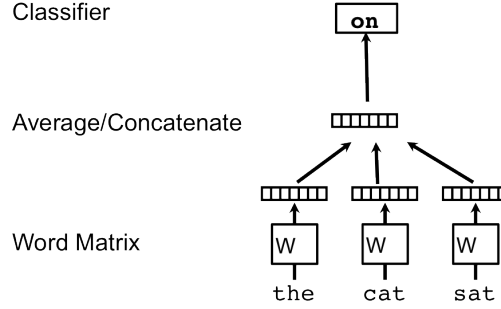 Classifier
on
Average/Concatenate
Word Matrix
W W W
the cat sat